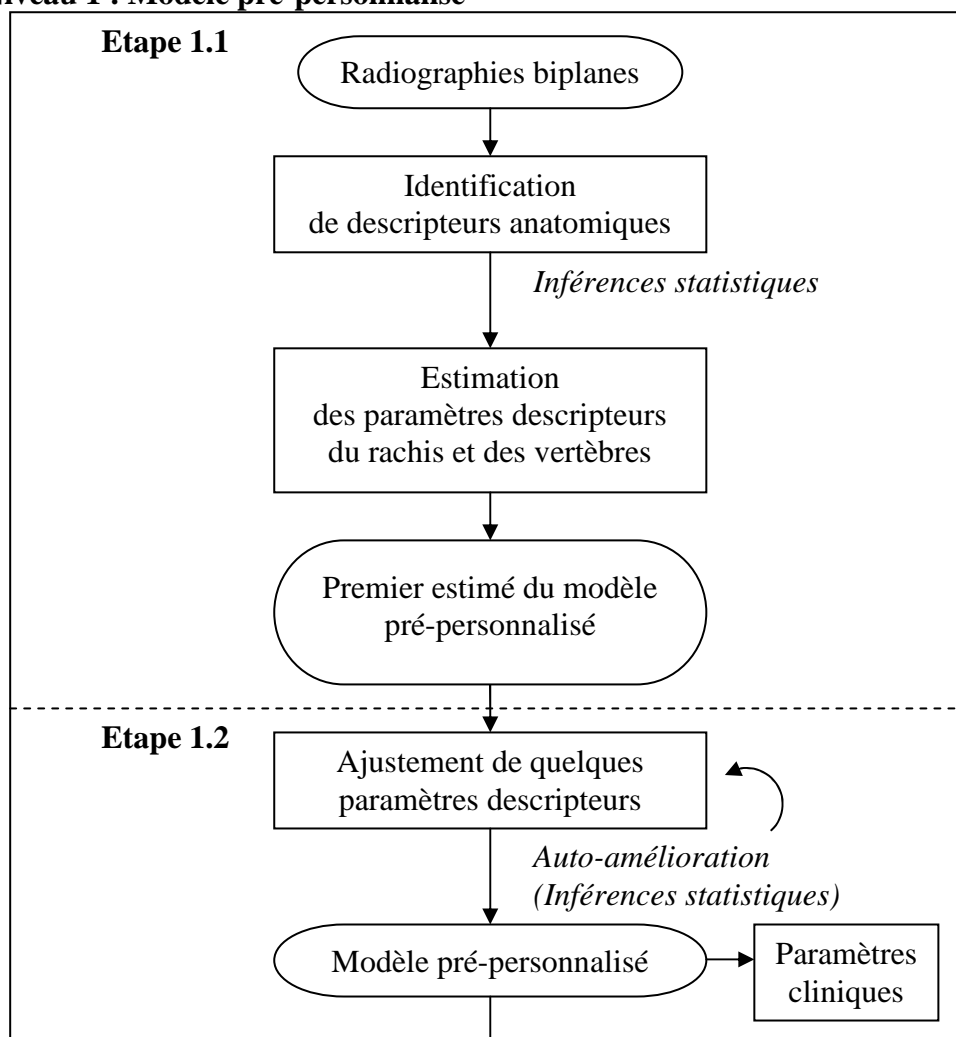 Niveau 1 : Modèle pré-personnalisé
Etape 1.1
Radiographies biplanes
Identification
de descripteurs anatomiques
Inférences statistiques
Estimation
des paramètres descripteurs
du rachis et des vertèbres
Premier estimé du modèle
pré-personnalisé
Etape 1.2
Ajustement de quelques
paramètres descripteurs
Auto-amélioration
(Inférences statistiques)
Modèle pré-personnalisé
Paramètres
cliniques